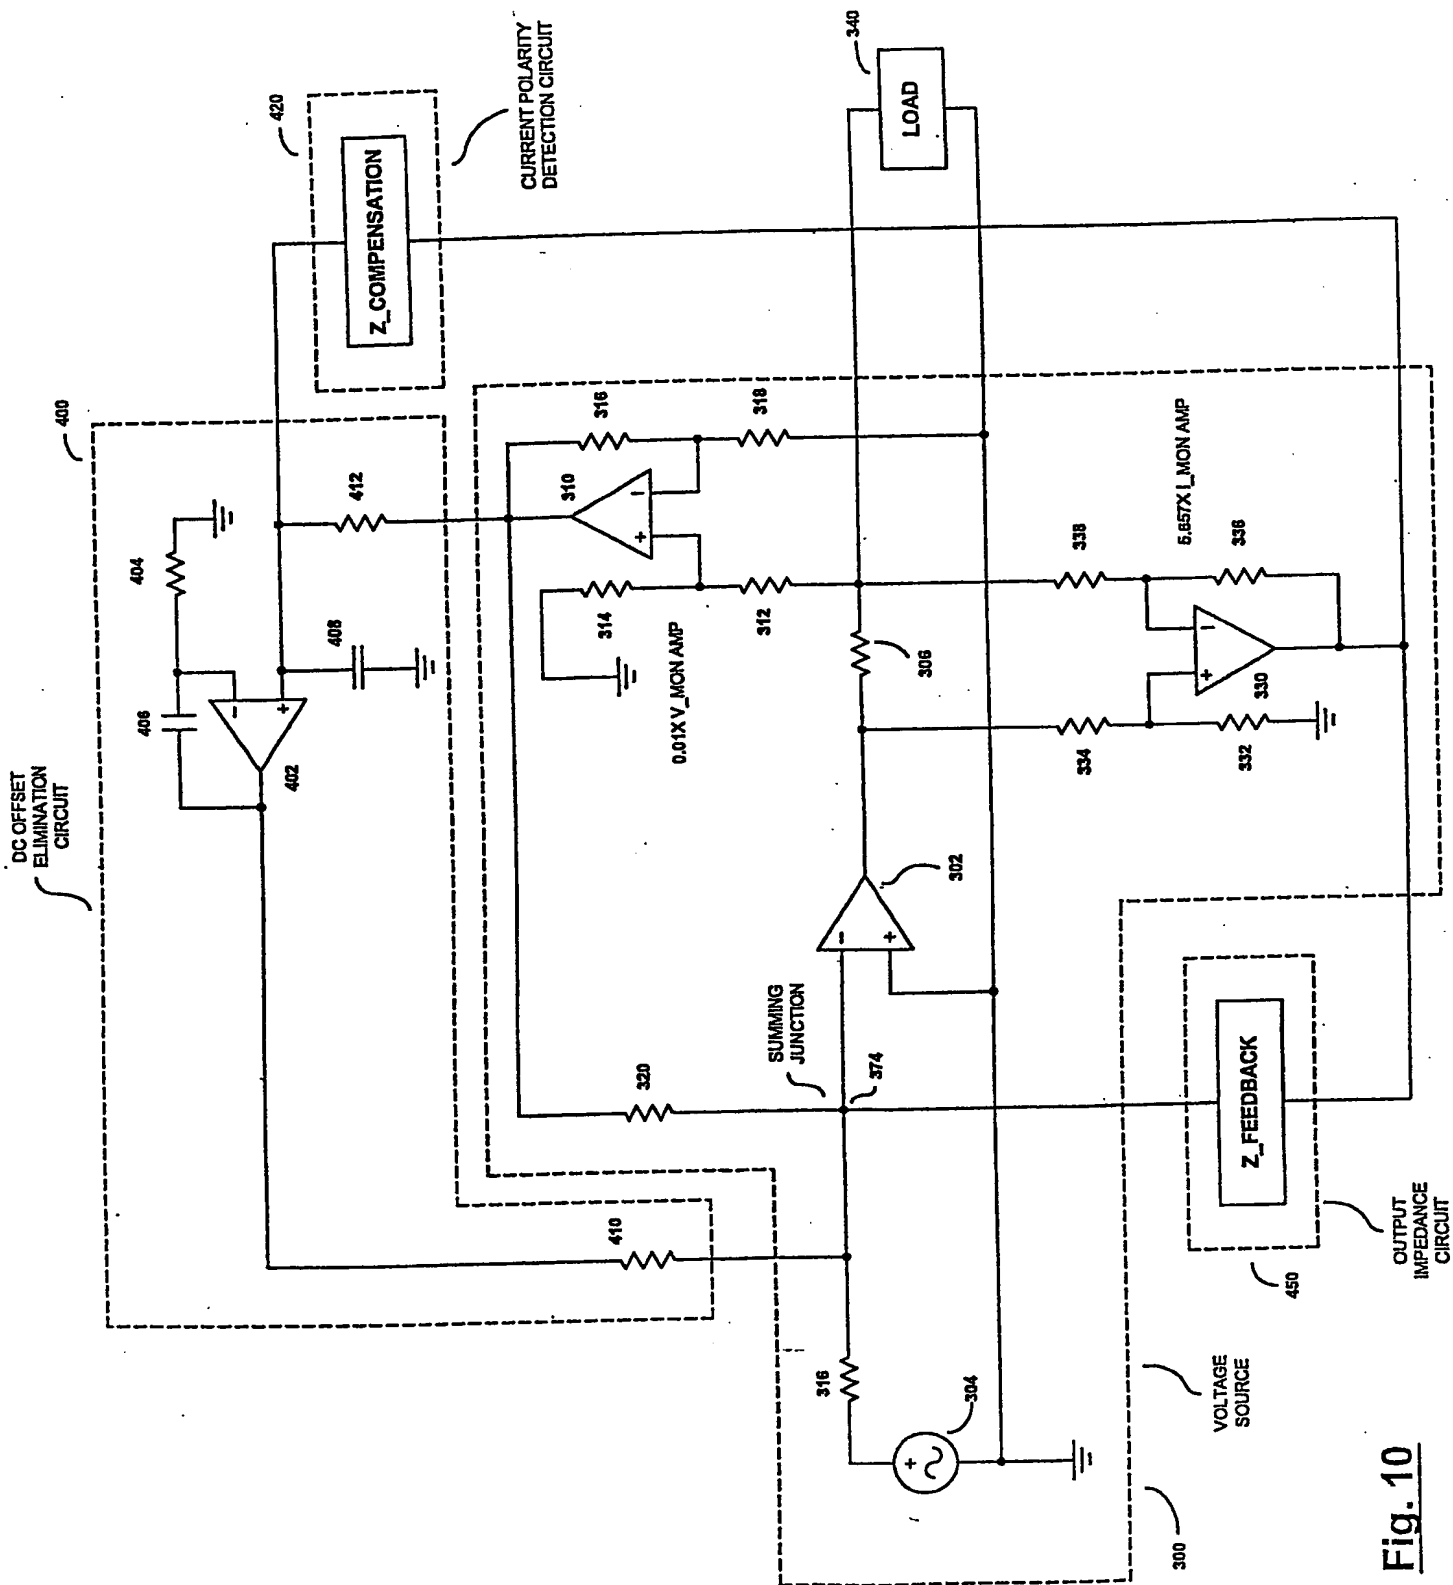 420
Z_COMPENSATION
CURRENT POLARITY
DETECTION CIRCUIT
340
LOAD
400
DC OFFSET
ELIMINATION
CIRCUIT
404
406
408
402
412
410
316
318
310
+
−
314
312
0.01X V_MON AMP
306
338
336
5.657X I_MON AMP
334
332
330
+
−
302
−
+
−
+
SUMMING
JUNCTION
374
320
316
304
+
Z_FEEDBACK
450
OUTPUT
IMPEDANCE
CIRCUIT
VOLTAGE
SOURCE
300
Fig. 10